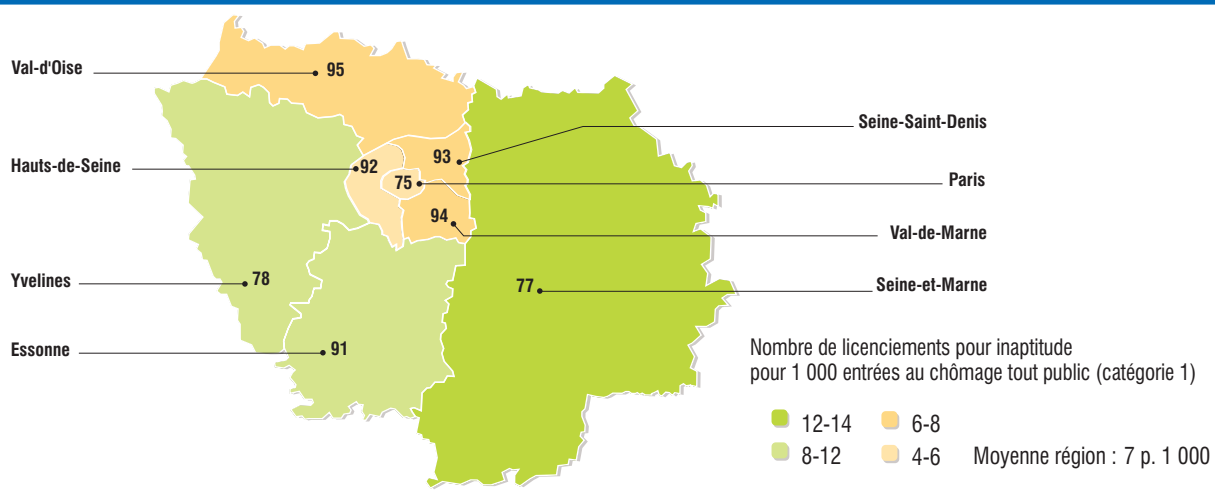 Val-d'Oise
95
Seine-Saint-Denis
Hauts-de-Seine
92
93
75
Paris
94
Val-de-Marne
Yvelines
78
77
Seine-et-Marne
Essonne
91
Nombre de licenciements pour inaptitude
pour 1 000 entrées au chômage tout public (catégorie 1)
12-14
6-8
8-12
4-6
Moyenne région : 7 p. 1 000